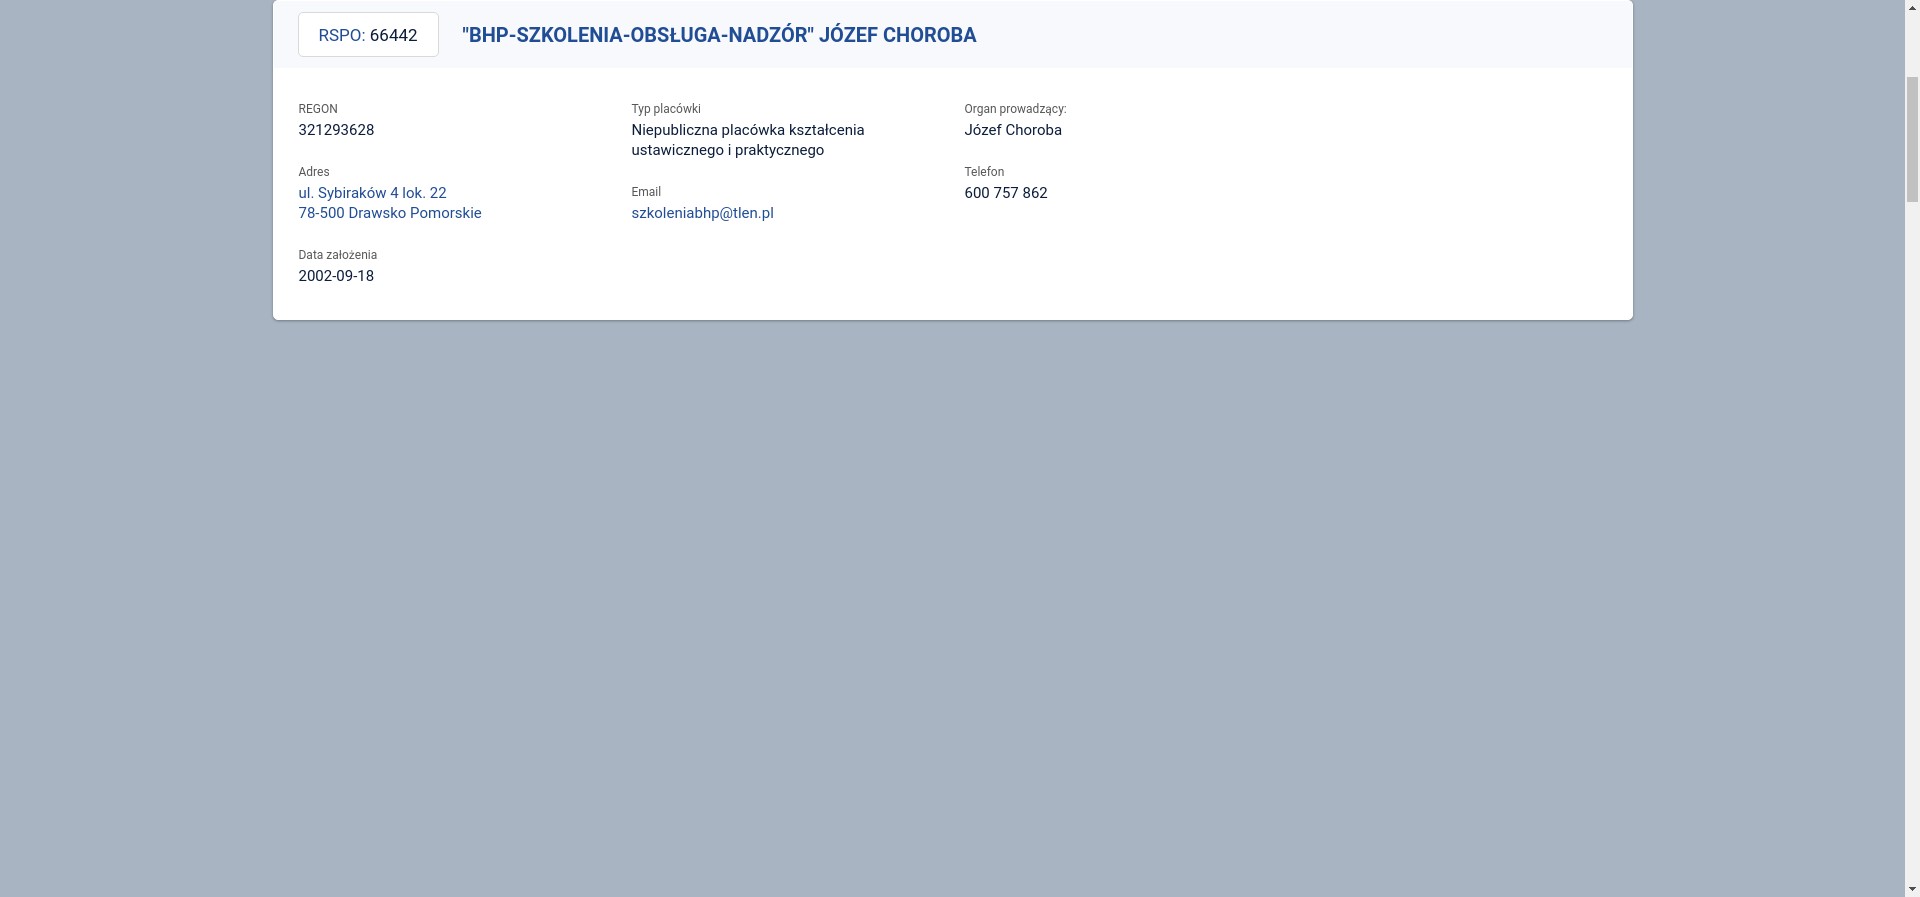 RSPO: 66442
"BHP-SZKOLENIA-OBSŁUGA-NADZÓR" JÓZEF CHOROBA
REGON
321293628
Adres
ul. Sybiraków 4 lok. 22
78-500 Drawsko Pomorskie
Data założenia
2002-09-18
Typ placówki
Niepubliczna placówka kształcenia
ustawicznego i praktycznego
Email
szkoleniabhp@tlen.pl
Organ prowadzący:
Józef Choroba
Telefon
600 757 862